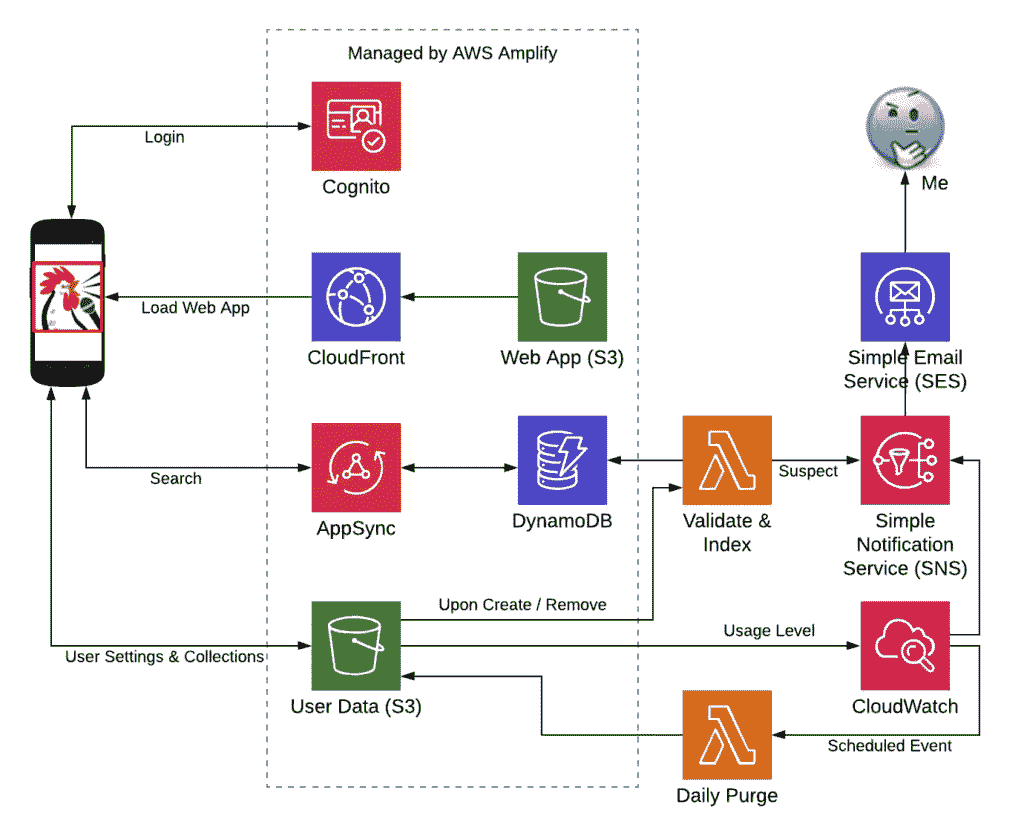 Managed by AWS Amplify
Login
Cognito
Me
Load Web App
CloudFront
Web App (S3)
Simple Email
Service (SES)
Search
AppSync
DynamoDB
Validate &
Index
Suspect
Simple
Notification
Service (SNS)
Upon Create / Remove
Usage Level
User Settings & Collections
User Data (S3)
CloudWatch
Scheduled Event
Daily Purge